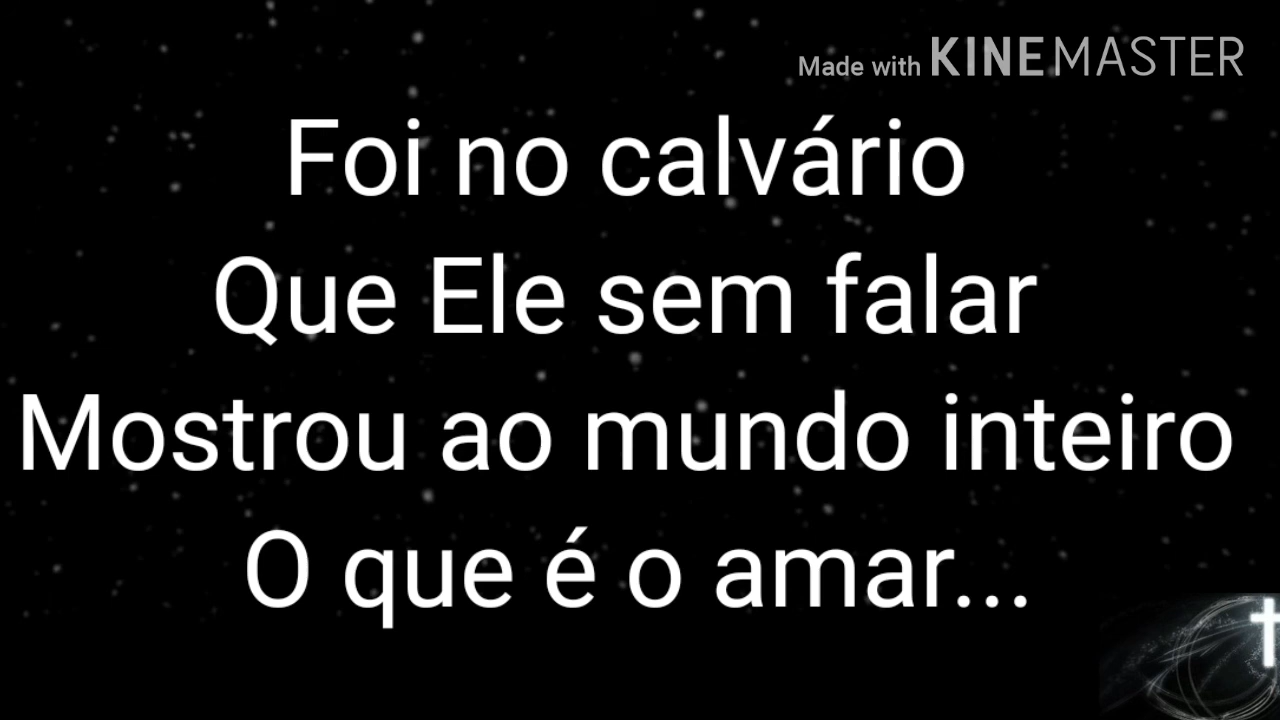 Made with KINEMASTER
Foi no calvário
Que Ele sem falar
Mostrou ao mundo inteiro
O que é o amar...